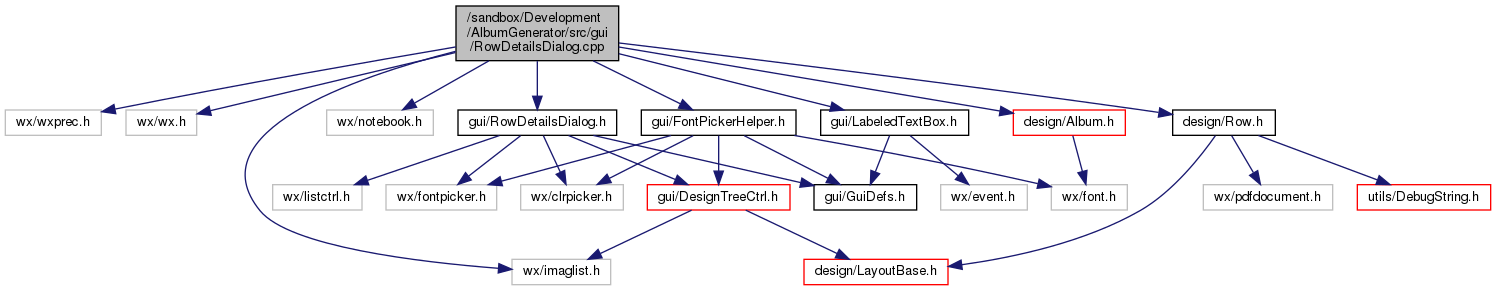 /sandbox/Development
/AlbumGenerator/src/gui
/RowDetailsDialog.cpp
wx/wxprec.h
wx/wx.h
wx/notebook.h
gui/RowDetailsDialog.h
gui/FontPickerHelper.h
gui/LabeledTextBox.h
design/Album.h
design/Row.h
wx/listctrl.h
wx/fontpicker.h
wx/clrpicker.h
gui/DesignTreeCtrl.h
gui/GuiDefs.h
wx/event.h
wx/font.h
wx/pdfdocument.h
utils/DebugString.h
wx/imaglist.h
design/LayoutBase.h